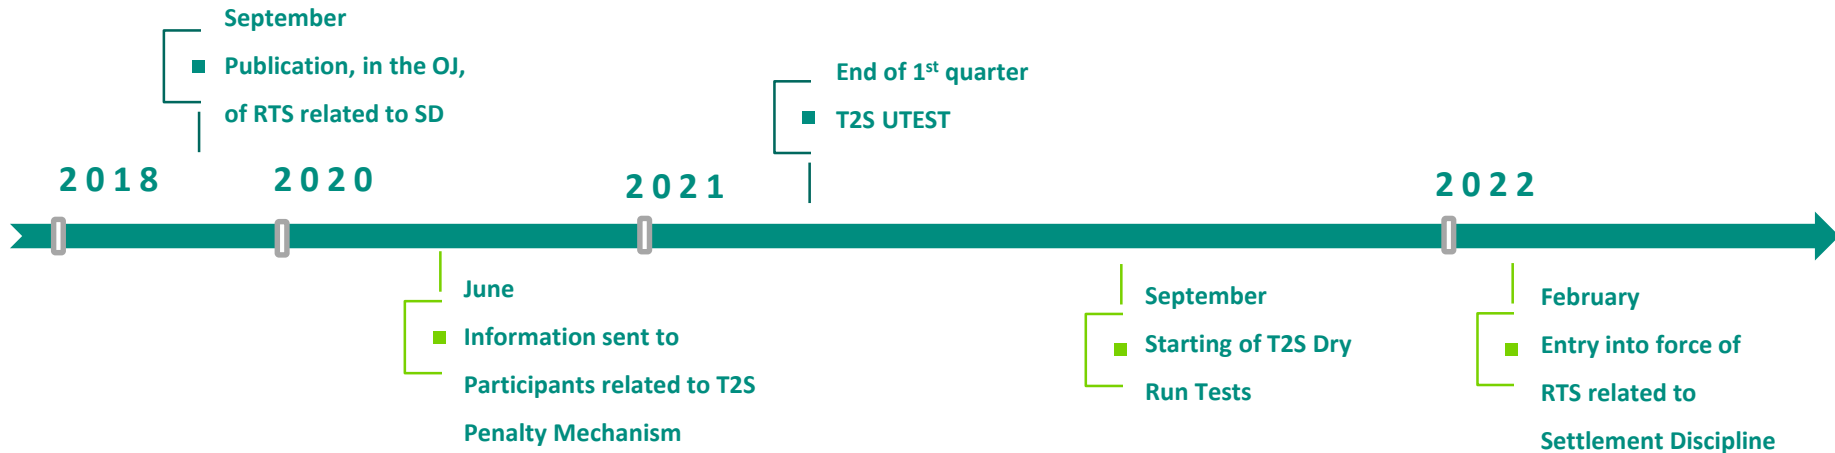 September
Publication, in the OJ,
of RTS related to SD
End of 1st quarter
T2S UTEST
2018
2020
2021
2022
June
Information sent to
Participants related to T2S
Penalty Mechanism
September
Starting of T2S Dry
Run Tests
February
Entry into force of
RTS related to
Settlement Discipline